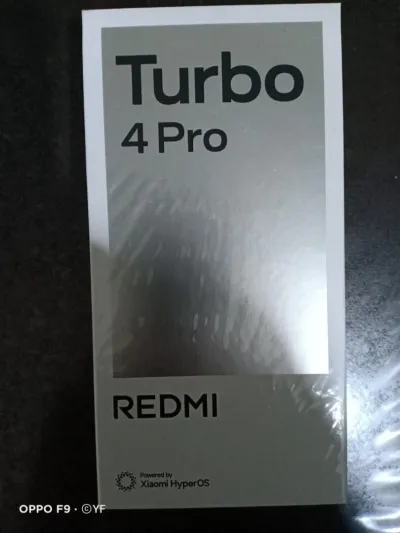 Turbo
4 Pro
REDMI
Powered by
Xiaomi HyperOS
OPPO F9 · ©YF